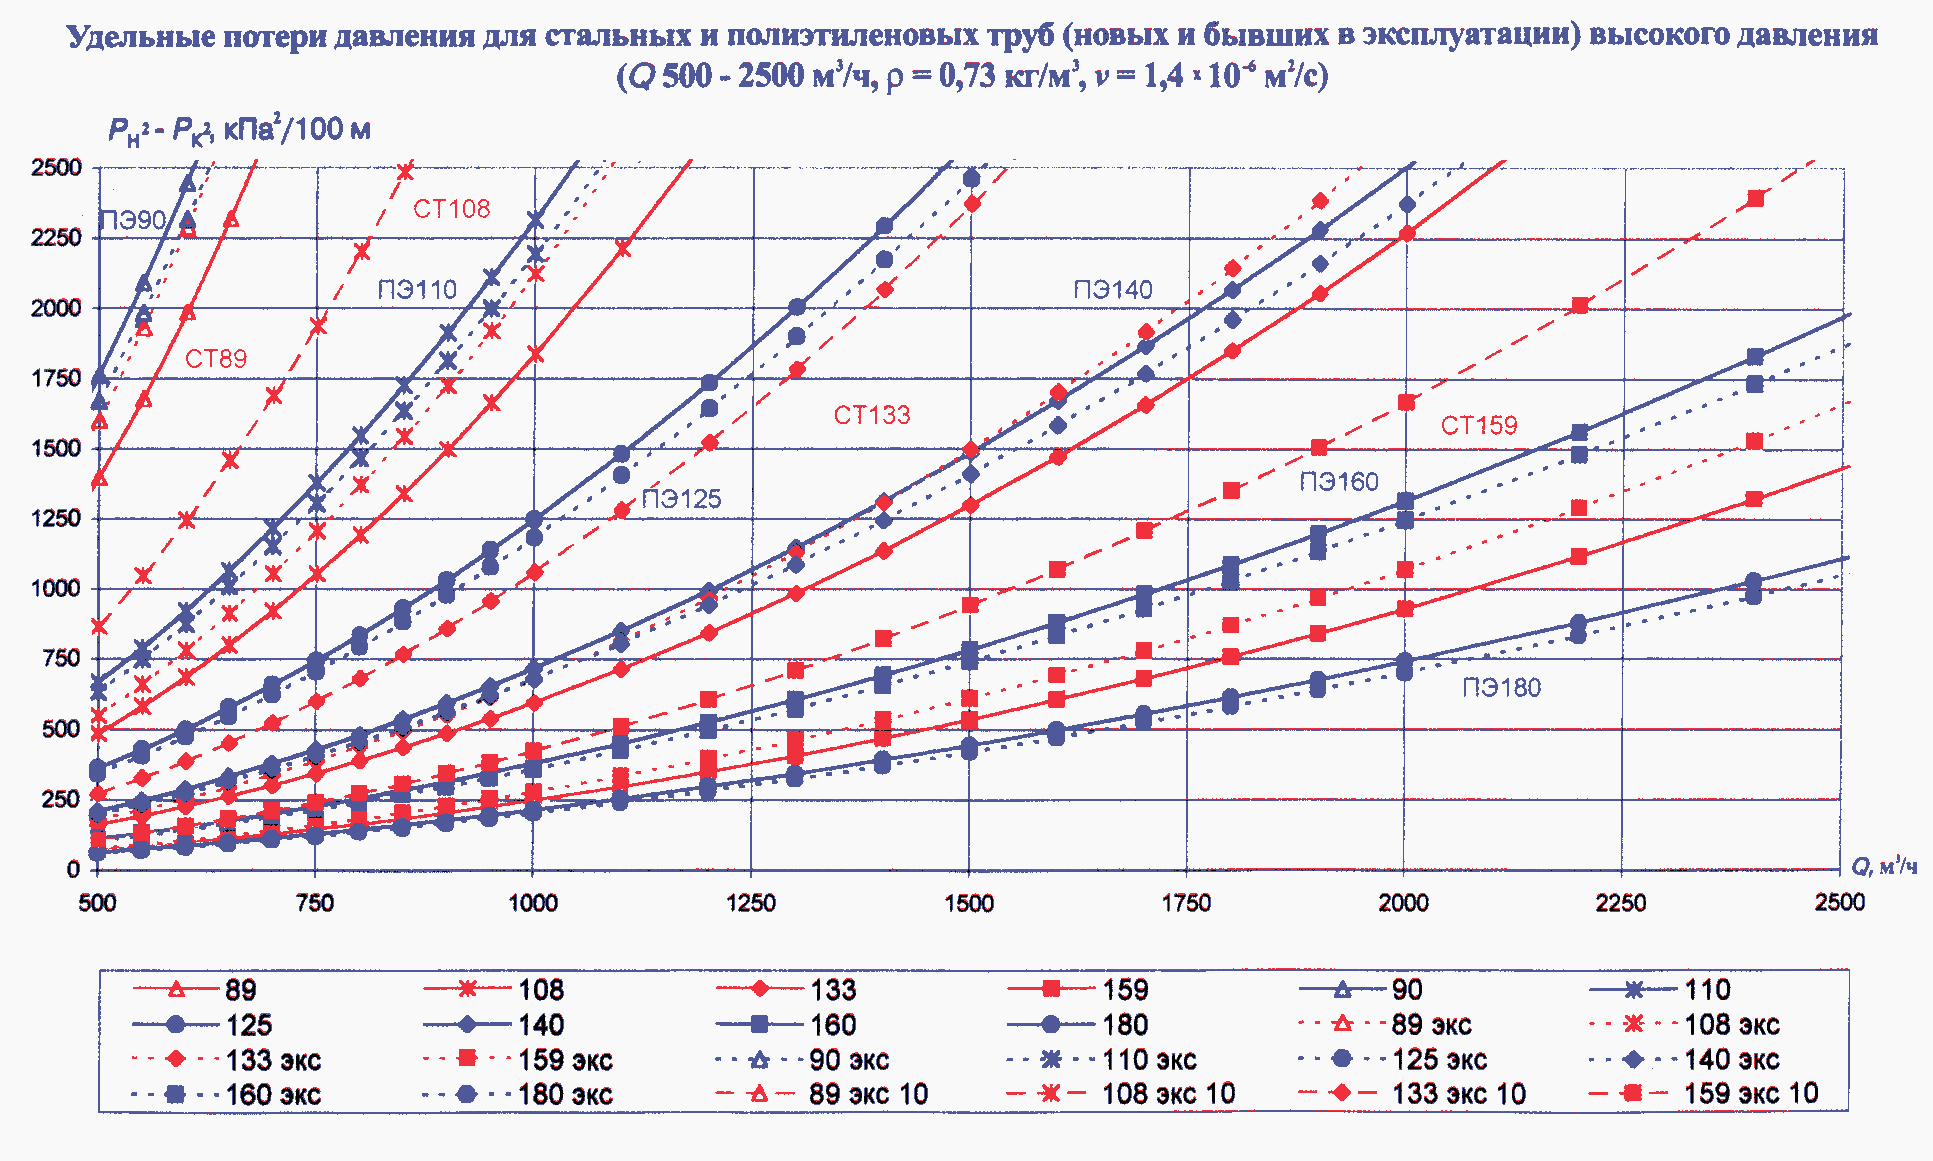 Удельные потери давления для стальных и полиэтиленовых труб (новых и бывших в эксплуатации) высокого давления
(Q 500 - 2500 м³/ч, ρ = 0,73 кг/м³, ν = 1,4 × 10⁻⁶ м²/с)
Pн² - Pк², кПа²/100 м
2500
2250
2000
1750
1500
1250
1000
750
500
250
0
ПЭ90
СТ89
СТ108
ПЭ110
ПЭ125
СТ133
ПЭ140
ПЭ160
СТ159
ПЭ180
500 750 1000 1250 1500 1750 2000 2250 2500
Q, м³/ч
89 108 133 159 90 110
125 140 160 180 89 экс 108 экс
133 экс 159 экс 90 экс 110 экс 125 экс 140 экс
160 экс 180 экс 89 экс 10 108 экс 10 133 экс 10 159 экс 10